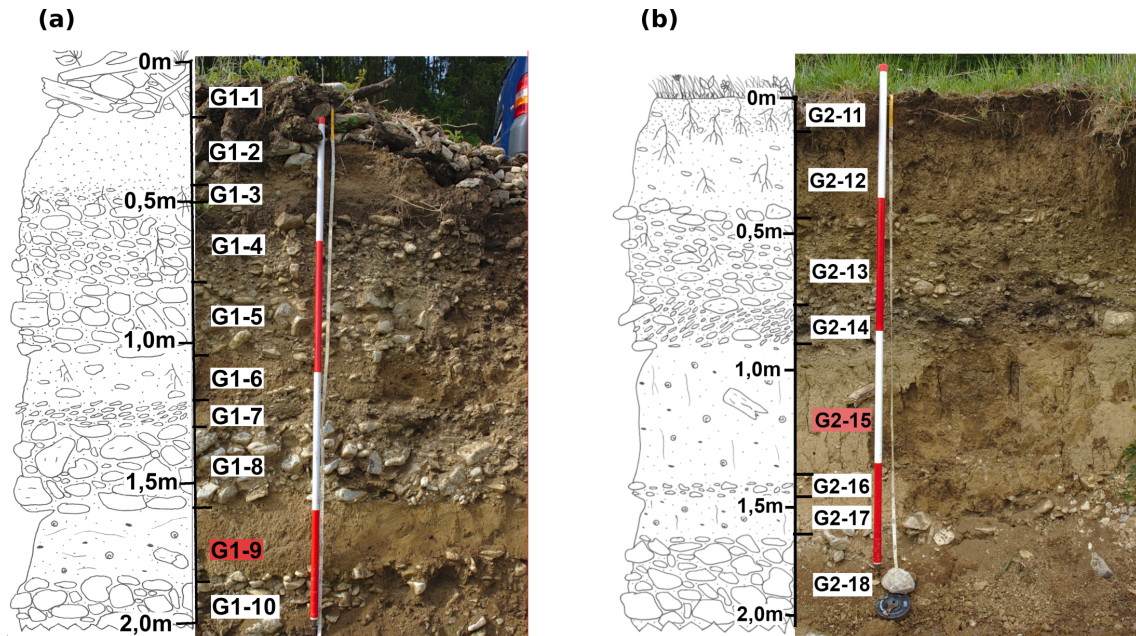 (a)
0m
G1-1
G1-2
G1-3
0,5m
G1-4
G1-5
1,0m
G1-6
G1-7
G1-8
1,5m
G1-9
G1-10
2,0m
(b)
0m
G2-11
G2-12
0,5m
G2-13
G2-14
1,0m
G2-15
G2-16
1,5m
G2-17
G2-18
2,0m